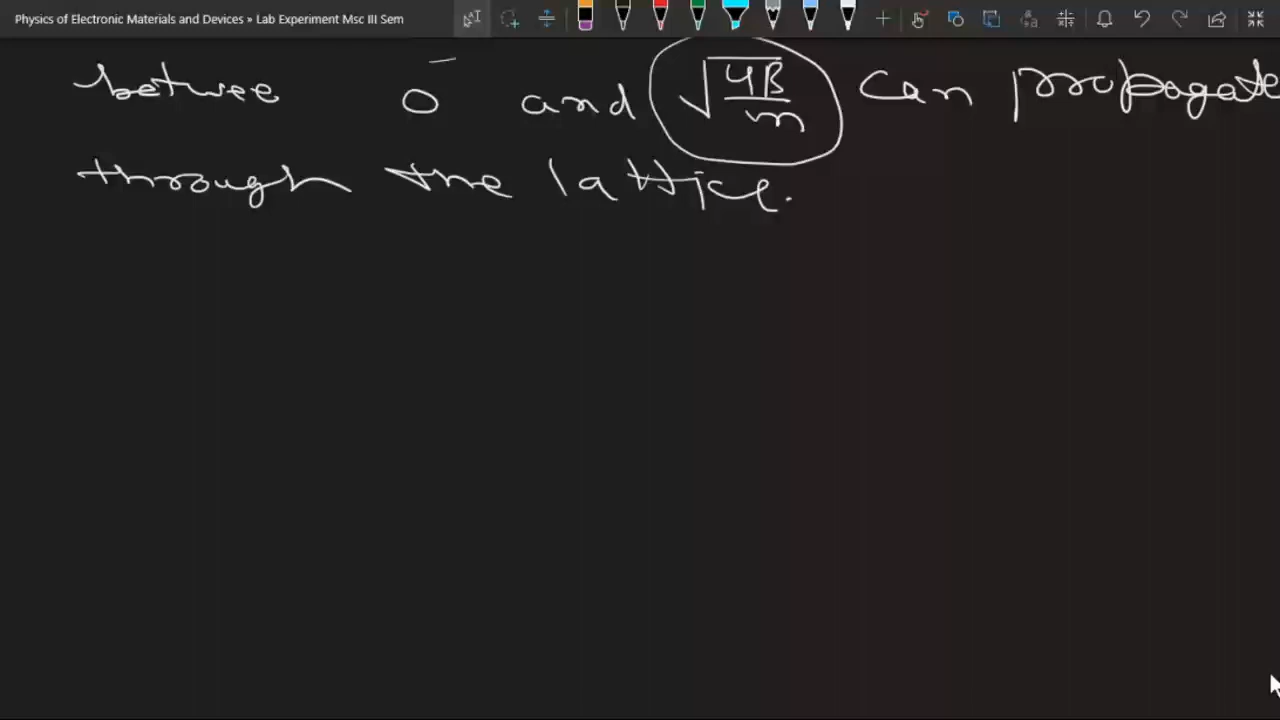 Physics of Electronic Materials and Devices » Lab Experiment Msc III Sem
betwee 0 and √(4β/m) can propagate
through the lattice.